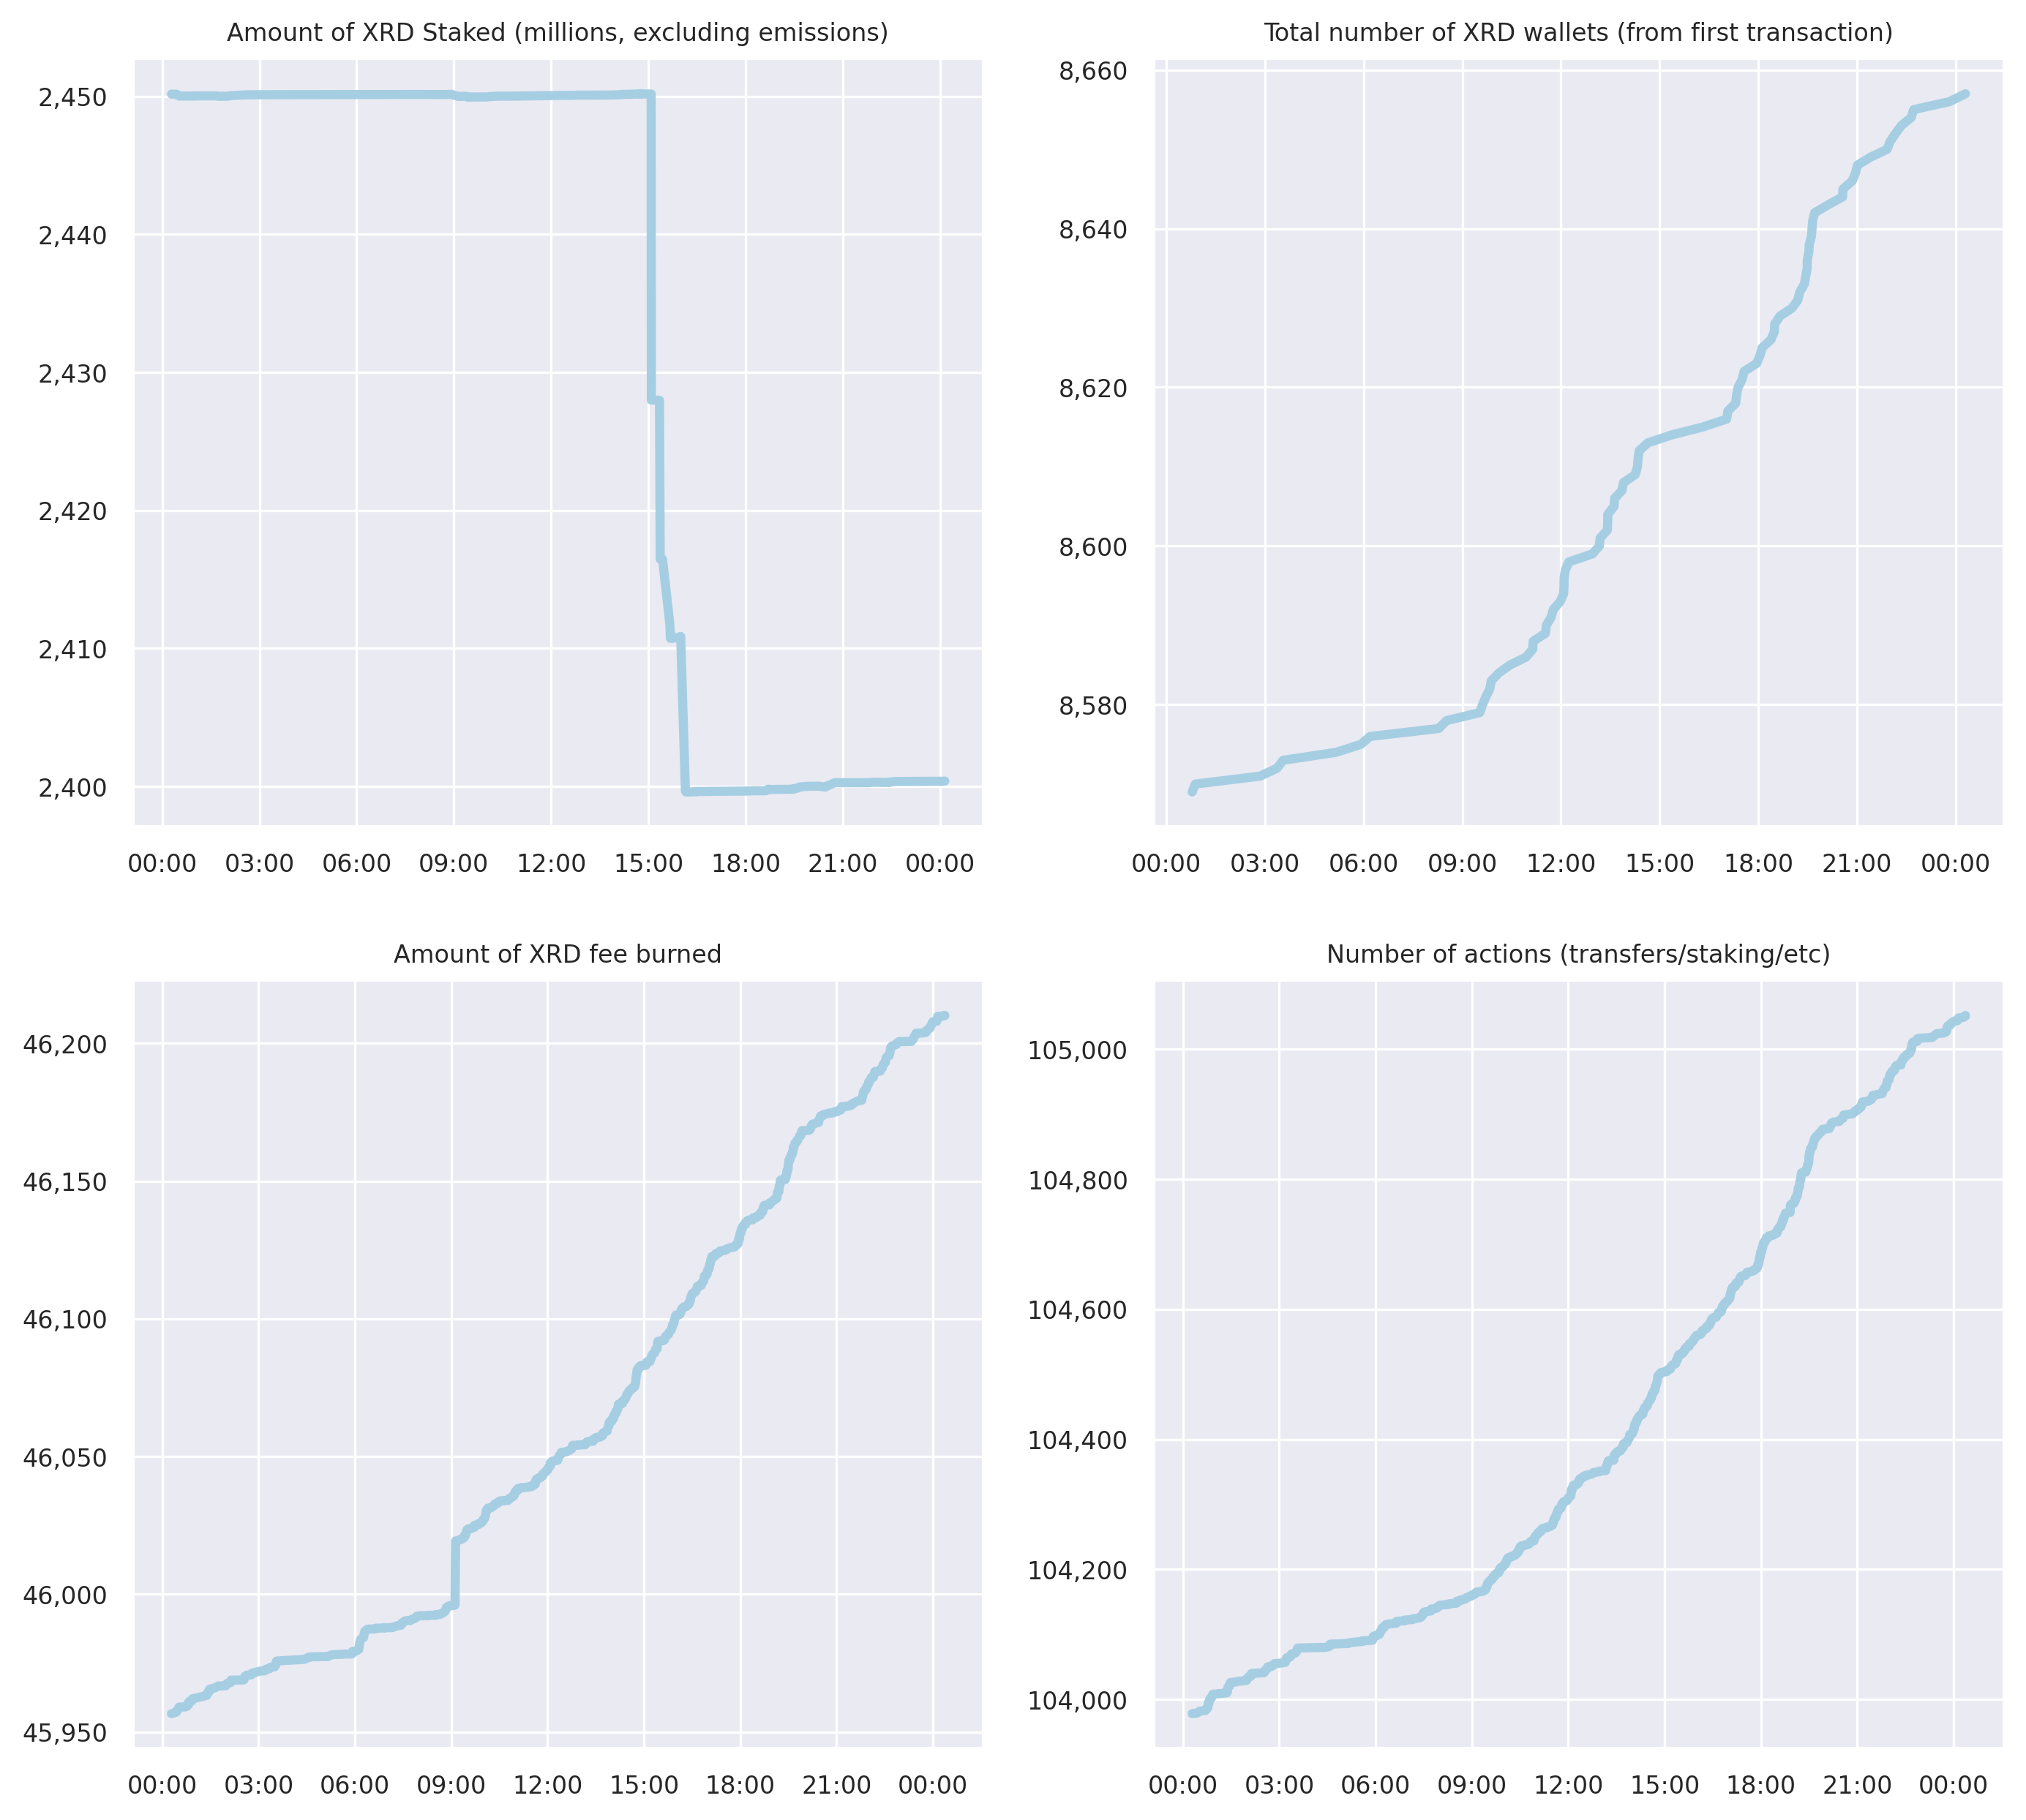 Amount of XRD Staked (millions, excluding emissions)
2,450
2,440
2,430
2,420
2,410
2,400
00:00 03:00 06:00 09:00 12:00 15:00 18:00 21:00 00:00
Total number of XRD wallets (from first transaction)
8,660
8,640
8,620
8,600
8,580
00:00 03:00 06:00 09:00 12:00 15:00 18:00 21:00 00:00
Amount of XRD fee burned
46,200
46,150
46,100
46,050
46,000
45,950
00:00 03:00 06:00 09:00 12:00 15:00 18:00 21:00 00:00
Number of actions (transfers/staking/etc)
105,000
104,800
104,600
104,400
104,200
104,000
00:00 03:00 06:00 09:00 12:00 15:00 18:00 21:00 00:00